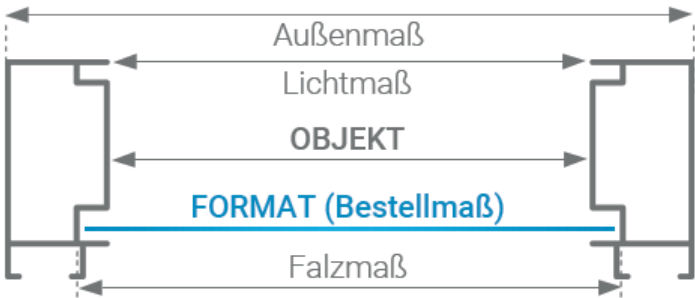 Außenmaß
Lichtmaß
OBJEKT
FORMAT (Bestellmaß)
Falzmaß